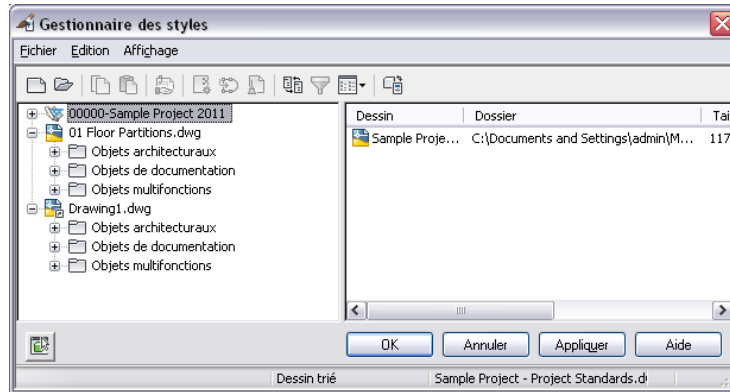 Gestionnaire des styles
Fichier Edition Affichage
00000-Sample Project 2011
01 Floor Partitions.dwg
Objets architecturaux
Objets de documentation
Objets multifonctions
Drawing1.dwg
Objets architecturaux
Objets de documentation
Objets multifonctions
Dessin Dossier Tai
Sample Proje... C:\Documents and Settings\admin\M... 117
OK Annuler Appliquer Aide
Dessin trié Sample Project - Project Standards.d